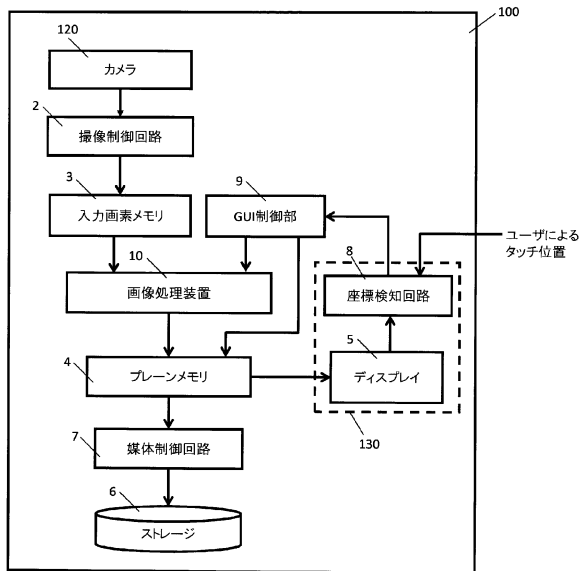 100
120
カメラ
2
撮像制御回路
3
入力画素メモリ
9
GUI制御部
ユーザによる
タッチ位置
8
座標検知回路
10
画像処理装置
5
ディスプレイ
4
プレーンメモリ
130
7
媒体制御回路
6
ストレージ